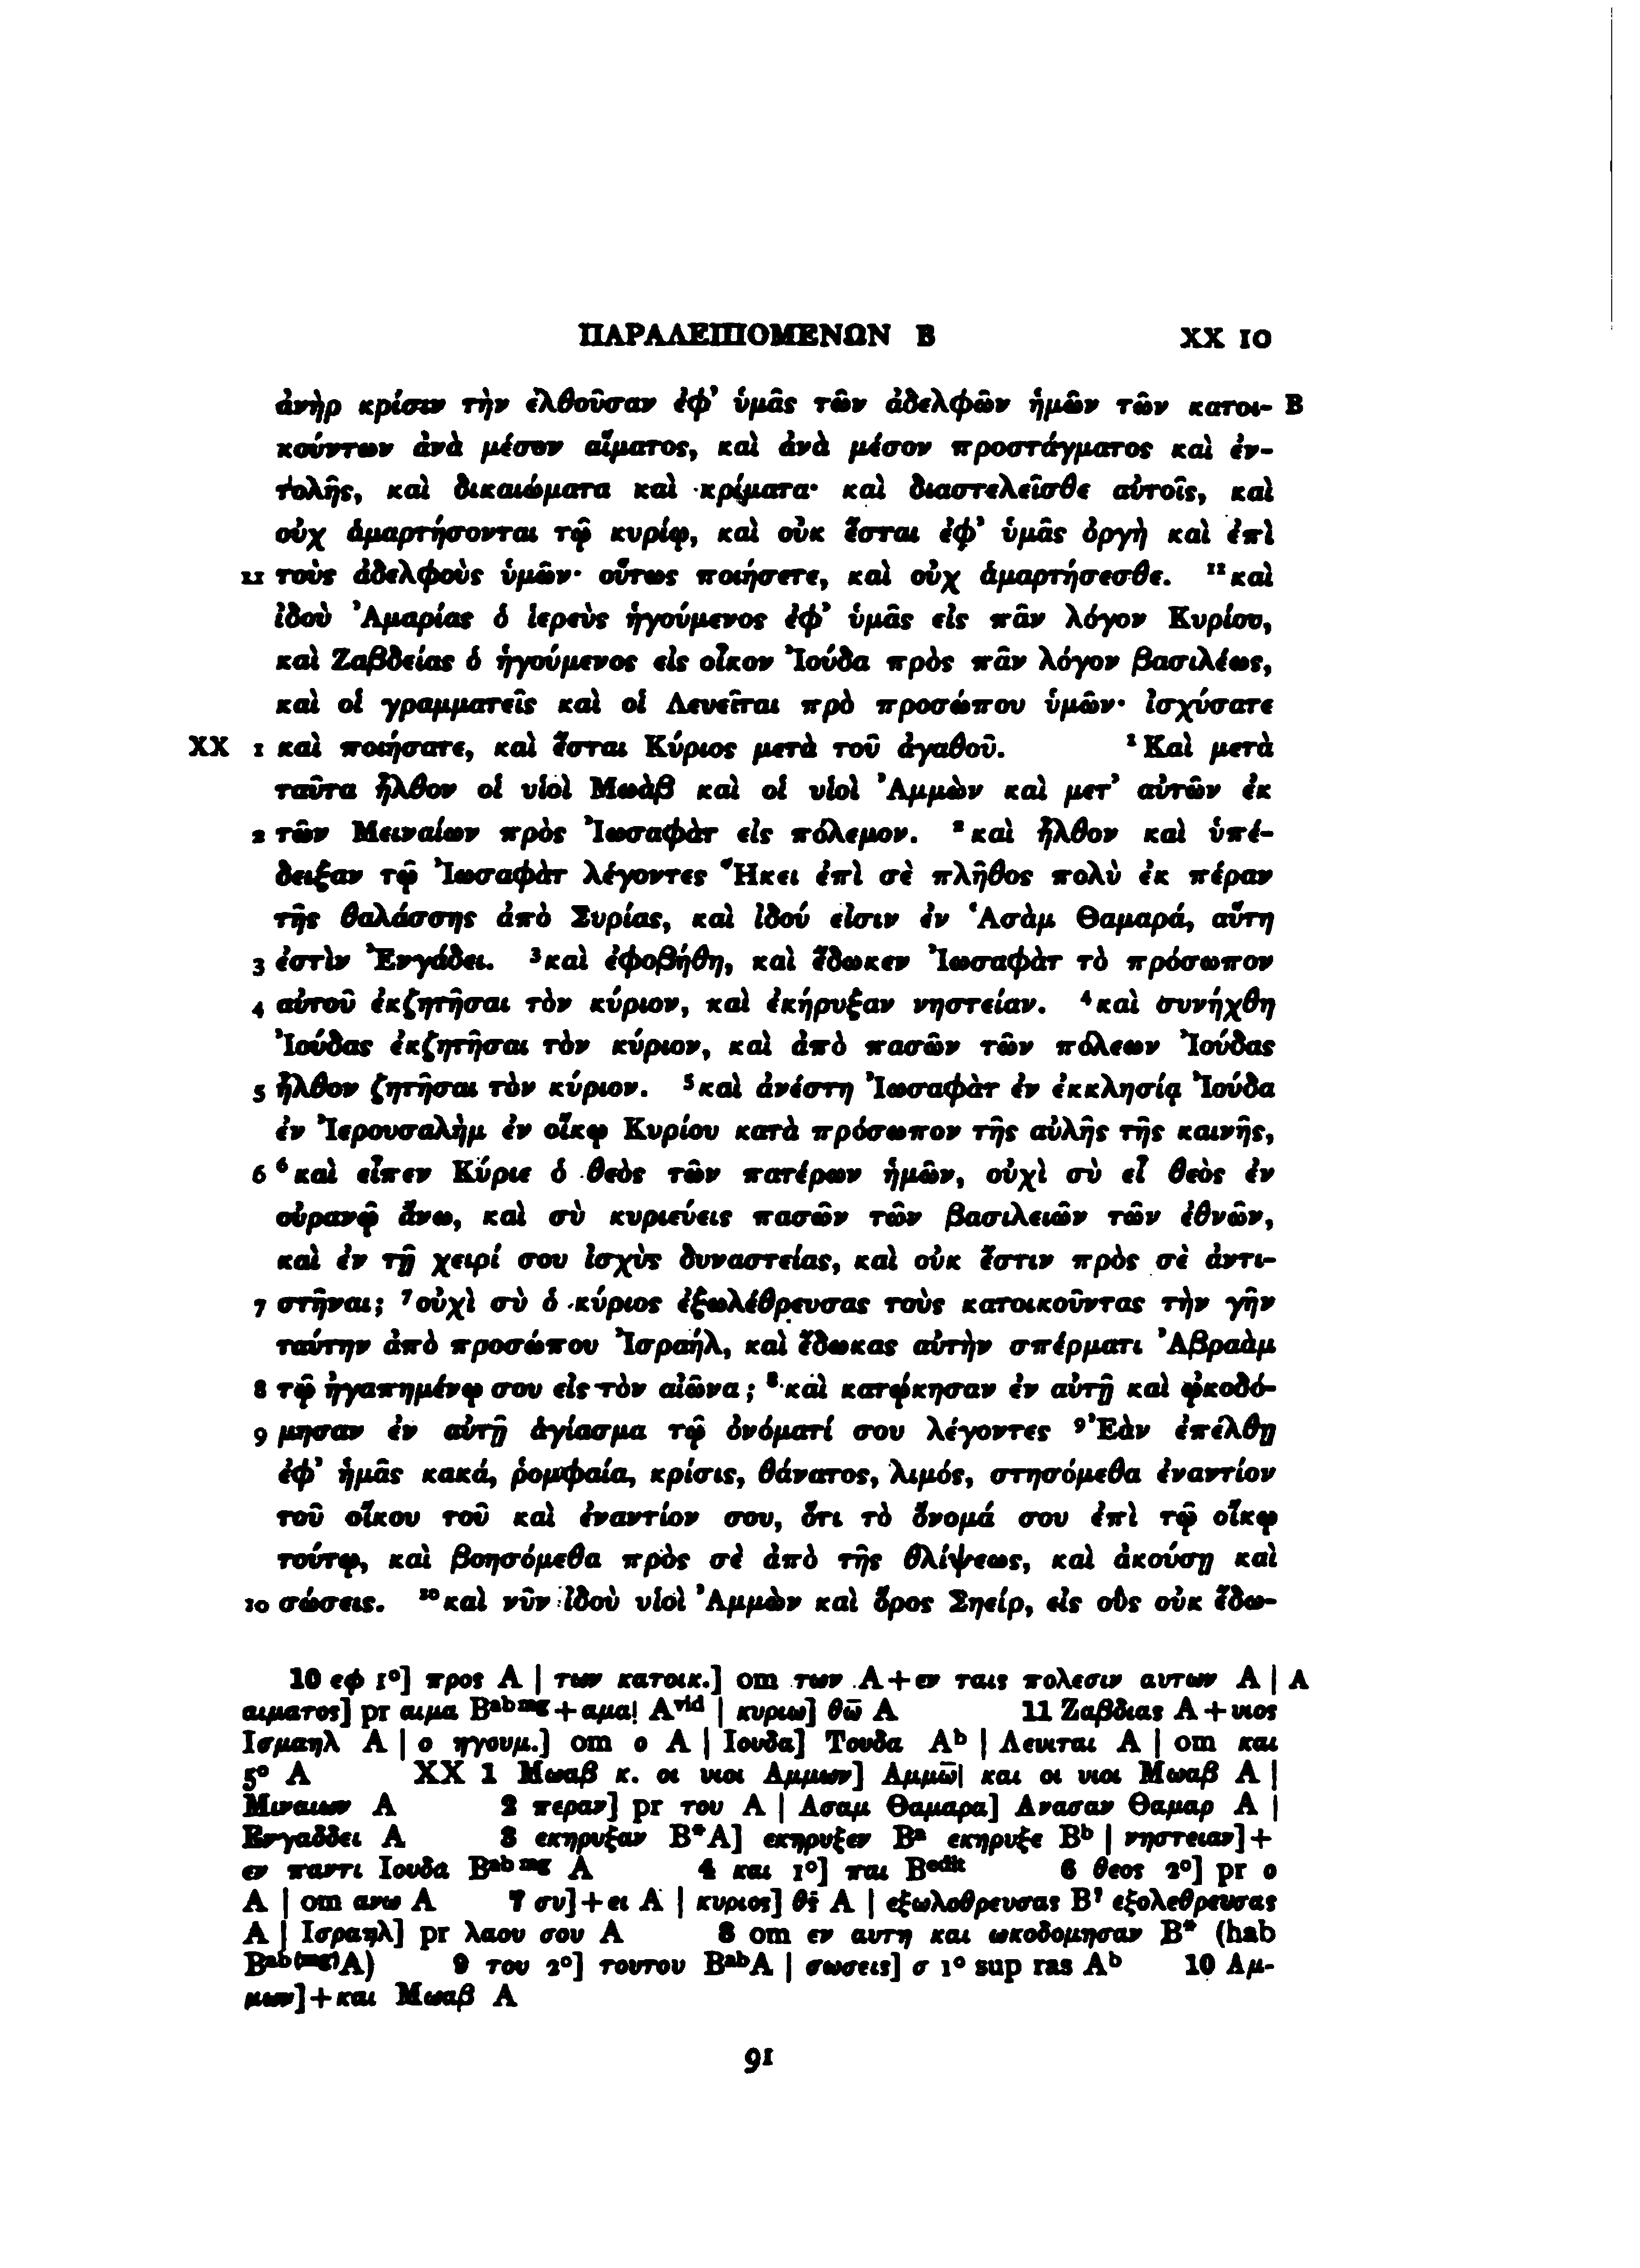 ΠΑΡΑΛΕΙΠΟΜΕΝΩΝ Β XX 10
ἀνὴρ κρίσιν τὴν ἐλθοῦσαν ἐφ’ ὑμᾶς τῶν ἀδελφῶν ἡμῶν τῶν κατοι- B
κούντων ἀνὰ μέσον αἵματος, καὶ ἀνὰ μέσον προστάγματος καὶ ἐν-
τολῆς, καὶ δικαιώματα καὶ κρίματα· καὶ διαστελεῖσθε αὐτοῖς, καὶ
οὐχ ἁμαρτήσονται τῷ κυρίῳ, καὶ οὐκ ἔσται ἐφ’ ὑμᾶς ὀργὴ καὶ ἐπὶ
11 τοὺς ἀδελφοὺς ὑμῶν· οὕτως ποιήσετε, καὶ οὐχ ἁμαρτήσεσθε. ¹¹καὶ
ἰδοὺ Ἀμαρίας ὁ ἱερεὺς ἡγούμενος ἐφ’ ὑμᾶς εἰς πᾶν λόγον Κυρίου,
καὶ Ζαβδείας ὁ ἡγούμενος εἰς οἶκον Ἰούδα πρὸς πᾶν λόγον βασιλέως,
καὶ οἱ γραμματεῖς καὶ οἱ Λευεῖται πρὸ προσώπου ὑμῶν· ἰσχύσατε
XX 1 καὶ ποιήσατε, καὶ ἔσται Κύριος μετὰ τοῦ ἀγαθοῦ. ¹Καὶ μετὰ
ταῦτα ἦλθον οἱ υἱοὶ Μωὰβ καὶ οἱ υἱοὶ Ἀμμὼν καὶ μετ’ αὐτῶν ἐκ
2 τῶν Μειναίων πρὸς Ἰωσαφὰτ εἰς πόλεμον. ²καὶ ἦλθον καὶ ὑπέ-
δειξαν τῷ Ἰωσαφὰτ λέγοντες Ἥκει ἐπὶ σὲ πλῆθος πολὺ ἐκ πέραν
τῆς θαλάσσης ἀπὸ Συρίας, καὶ ἰδού εἰσιν ἐν Ἁσὰμ Θαμαρά, αὕτη
3 ἐστὶν Ἐνγάδει. ³καὶ ἐφοβήθη, καὶ ἔδωκεν Ἰωσαφὰτ τὸ πρόσωπον
4 αὐτοῦ ἐκζητῆσαι τὸν κύριον, καὶ ἐκήρυξαν νηστείαν. ⁴καὶ συνήχθη
Ἰούδας ἐκζητῆσαι τὸν κύριον, καὶ ἀπὸ πασῶν τῶν πόλεων Ἰούδας
5 ἦλθον ζητῆσαι τὸν κύριον. ⁵καὶ ἀνέστη Ἰωσαφὰτ ἐν ἐκκλησίᾳ Ἰούδα
ἐν Ἰερουσαλὴμ ἐν οἴκῳ Κυρίου κατὰ πρόσωπον τῆς αὐλῆς τῆς καινῆς,
6 ⁶καὶ εἶπεν Κύριε ὁ θεὸς τῶν πατέρων ἡμῶν, οὐχὶ σὺ εἶ θεὸς ἐν
οὐρανῷ ἄνω, καὶ σὺ κυριεύεις πασῶν τῶν βασιλειῶν τῶν ἐθνῶν,
καὶ ἐν τῇ χειρί σου ἰσχὺς δυναστείας, καὶ οὐκ ἔστιν πρὸς σὲ ἀντι-
7 στῆναι; ⁷οὐχὶ σὺ ὁ κύριος ἐξωλέθρευσας τοὺς κατοικοῦντας τὴν γῆν
ταύτην ἀπὸ προσώπου Ἰσραήλ, καὶ ἔδωκας αὐτὴν σπέρματι Ἀβραὰμ
8 τῷ ἠγαπημένῳ σου εἰς τὸν αἰῶνα; ⁸καὶ κατῴκησαν ἐν αὐτῇ καὶ ᾠκοδό-
9 μησαν ἐν αὐτῇ ἁγίασμα τῷ ὀνόματί σου λέγοντες ⁹Ἐὰν ἐπέλθῃ
ἐφ’ ἡμᾶς κακά, ῥομφαία, κρίσις, θάνατος, λιμός, στησόμεθα ἐναντίον
τοῦ οἴκου τοῦ καὶ ἐναντίον σου, ὅτι τὸ ὄνομά σου ἐπὶ τῷ οἴκῳ
τούτῳ, καὶ βοησόμεθα πρὸς σὲ ἀπὸ τῆς θλίψεως, καὶ ἀκούσῃ καὶ
10 σώσεις. ¹⁰καὶ νῦν ἰδοὺ υἱοὶ Ἀμμὼν καὶ ὄρος Σηείρ, εἰς οὓς οὐκ ἔδω-
10 εφ 1°] προς A | των κατοικ.] om των A + εν ταις πολεσιν αυτων A | A
αιματος] pr αιμα Bᵃᵇᵐᵍ + αμα! Aᵛⁱᵈ | κυριω] θω̅ A 11 Ζαβδιας A + υιος
Ισμαηλ A | ο ηγουμ.] om ο A | Ιουδα] Τουδα Aᵇ | Λευιται A | om και
5° A XX 1 Μωαβ κ. οι υιοι Αμμων] Αμμω̅| και οι υιοι Μωαβ A |
Μιναιων A 2 περαν] pr του A | Ασαμ Θαμαρα] Ανασαν Θαμαρ A |
Ενγαδδει A 3 εκηρυξαν B*A] εκηρυξεν Bᵃ εκηρυξε Bᵇ | νηστειαν] +
εν παντι Ιουδα Bᵃᵇ ᵐᵍ A 4 και 1°] παι Bᵉᵈⁱᵗ 6 θεος 2°] pr ο
A | om ανω A 7 συ] + ει A | κυριος] θς̅ A | εξωλοθρευσας B’ εξολεθρευσας
A | Ισραηλ] pr λαου σου A 8 om εν αυτη και ωκοδομησαν B* (hab
Bᵃᵇ⁽ᵐᵍ⁾A) 9 του 2°] τουτου BᵃᵇA | σωσεις] σ 1° sup ras Aᵇ 10 Αμ-
μων] + και Μωαβ A
91